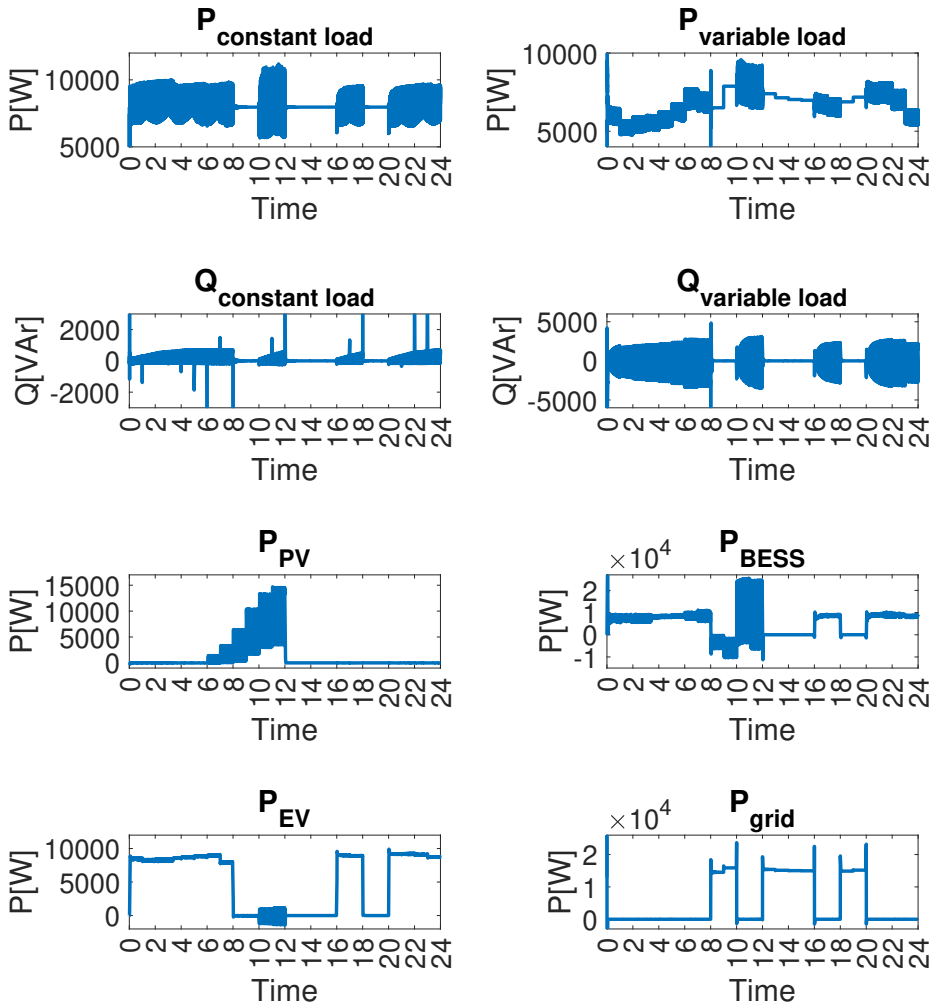 P constant load
10000
5000
P[W]
0 2 4 6 8 10 12 14 16 18 20 22 24
Time
P variable load
10000
5000
P[W]
0 2 4 6 8 10 12 14 16 18 20 22 24
Time
Q constant load
2000
0
-2000
Q[VAr]
0 2 4 6 8 10 12 14 16 18 20 22 24
Time
Q variable load
5000
0
-5000
Q[VAr]
0 2 4 6 8 10 12 14 16 18 20 22 24
Time
P PV
15000
10000
5000
0
P[W]
0 2 4 6 8 10 12 14 16 18 20 22 24
Time
P BESS
×10⁴
2
1
0
-1
P[W]
0 2 4 6 8 10 12 14 16 18 20 22 24
Time
P EV
10000
5000
0
P[W]
0 2 4 6 8 10 12 14 16 18 20 22 24
Time
P grid
×10⁴
2
1
0
P[W]
0 2 4 6 8 10 12 14 16 18 20 22 24
Time